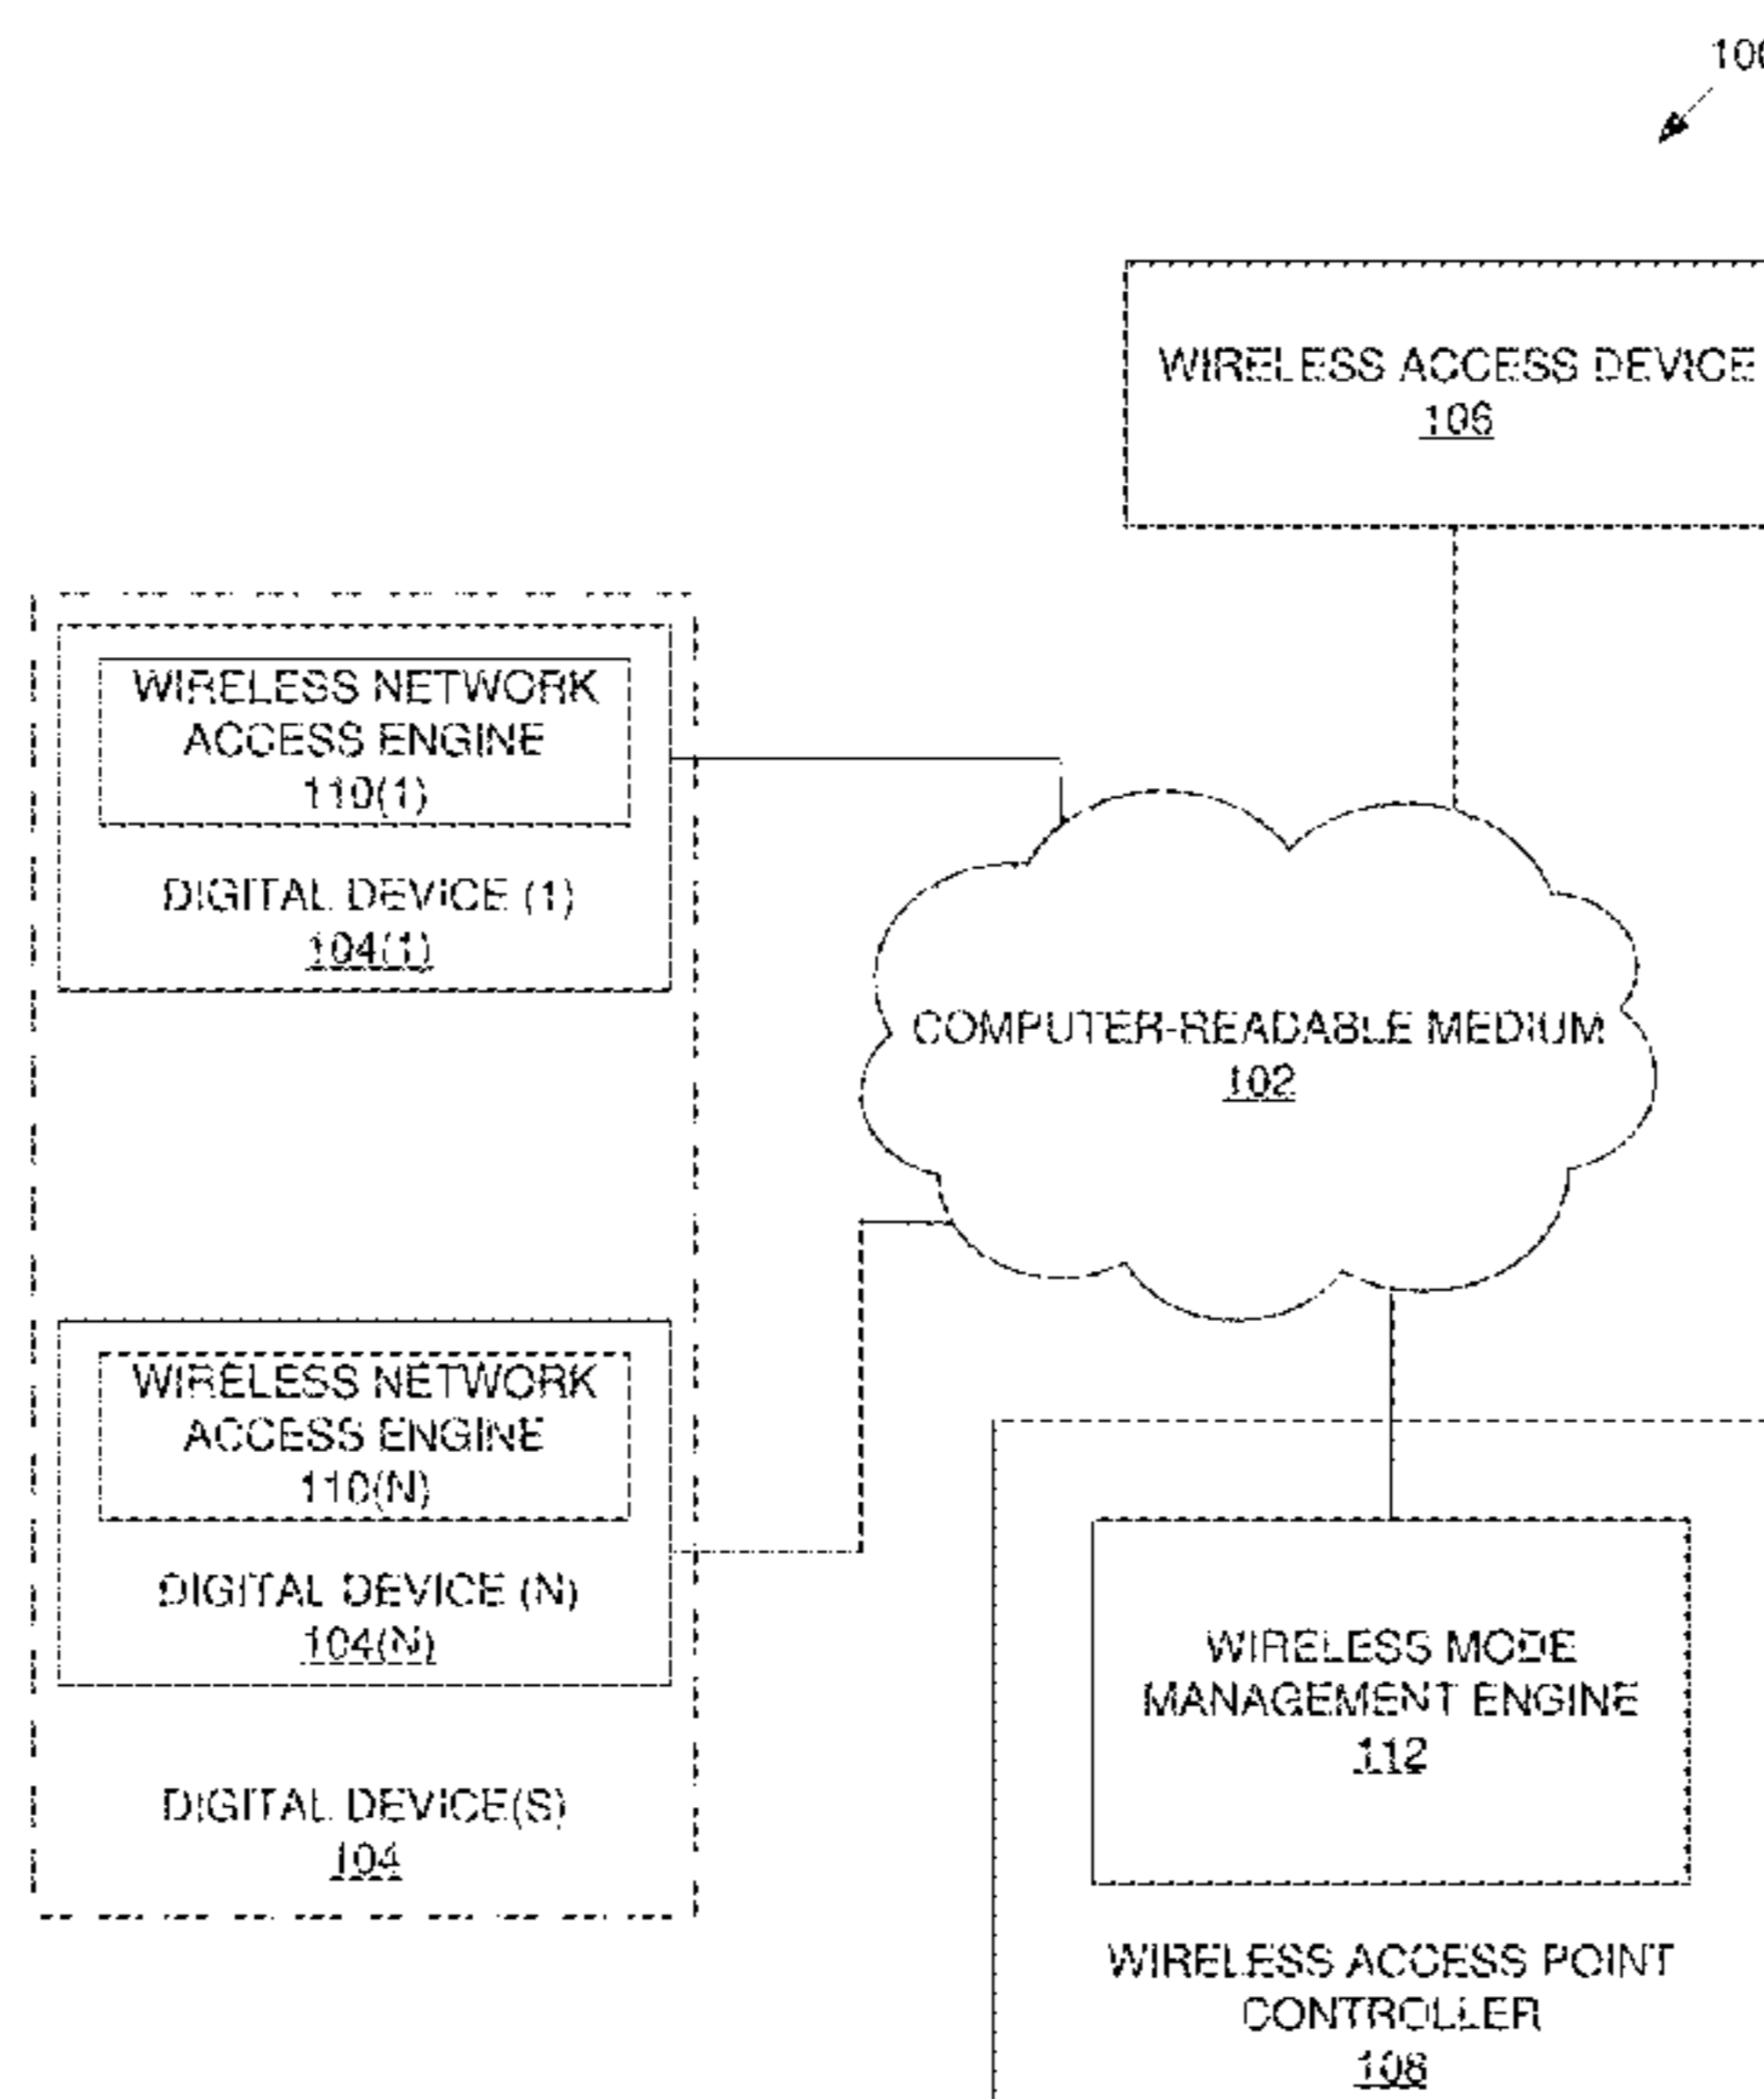 WIRELESS ACCESS DEVICE
106
WIRELESS NETWORK
ACCESS ENGINE
110(1)
DIGITAL DEVICE (1)
104(1)
COMPUTER-READABLE MEDIUM
102
WIRELESS NETWORK
ACCESS ENGINE
110(N)
DIGITAL DEVICE (N)
104(N)
DIGITAL DEVICE(S)
104
WIRELESS MODE
MANAGEMENT ENGINE
112
WIRELESS ACCESS POINT
CONTROLLER
108